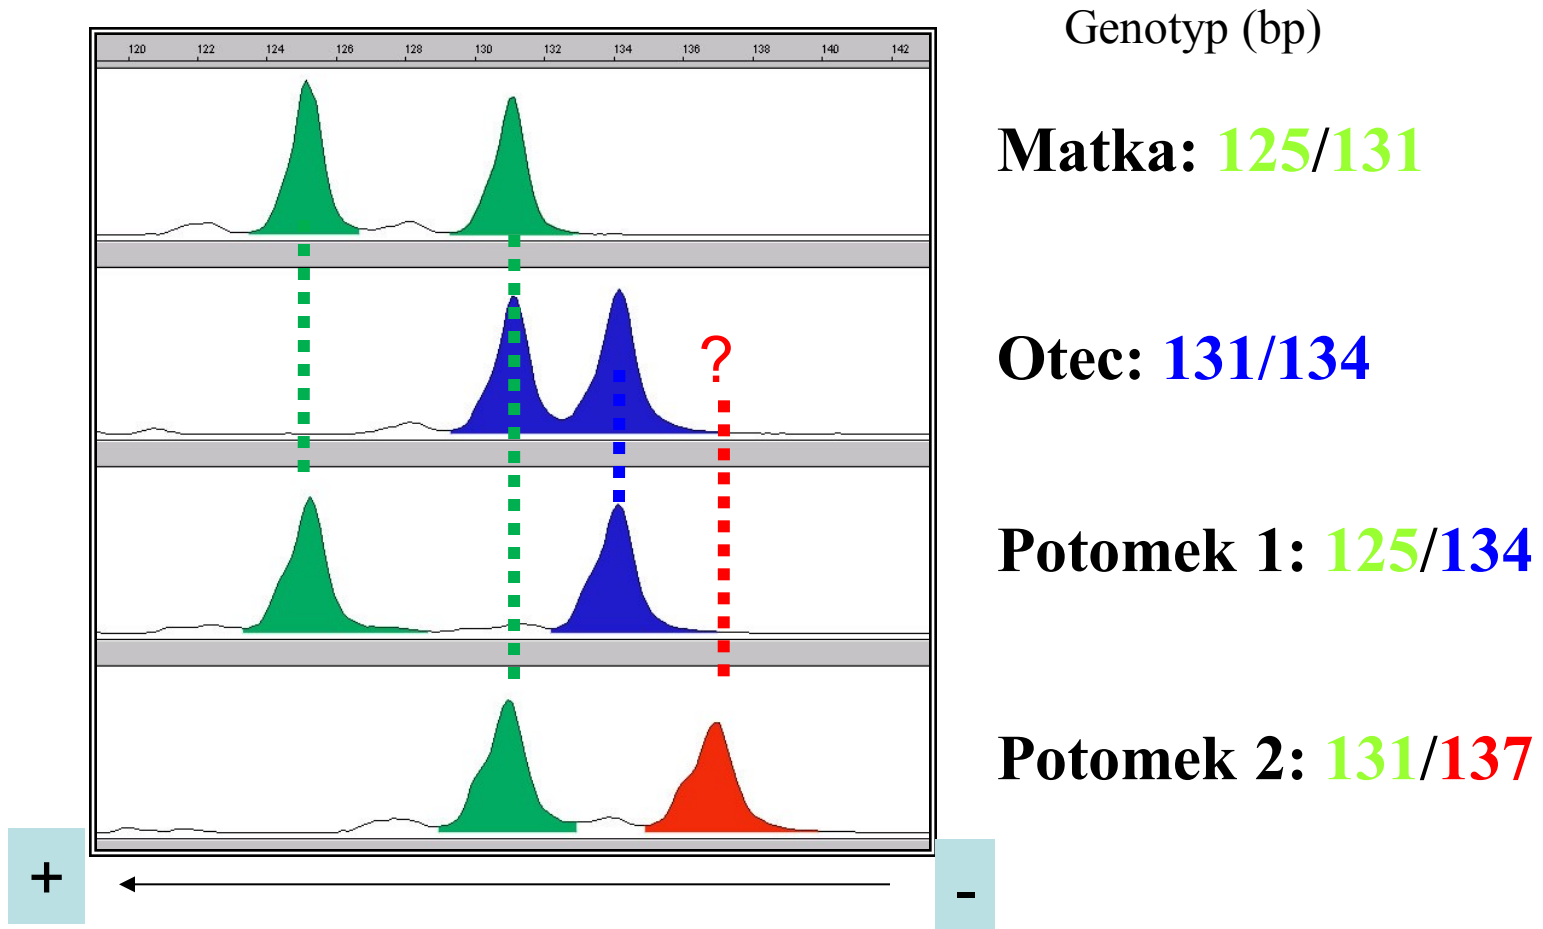 Genotyp (bp)
120 122 124 126 128 130 132 134 136 138 140 142
Matka: 125/131
Otec: 131/134
?
Potomek 1: 125/134
Potomek 2: 131/137
+
-